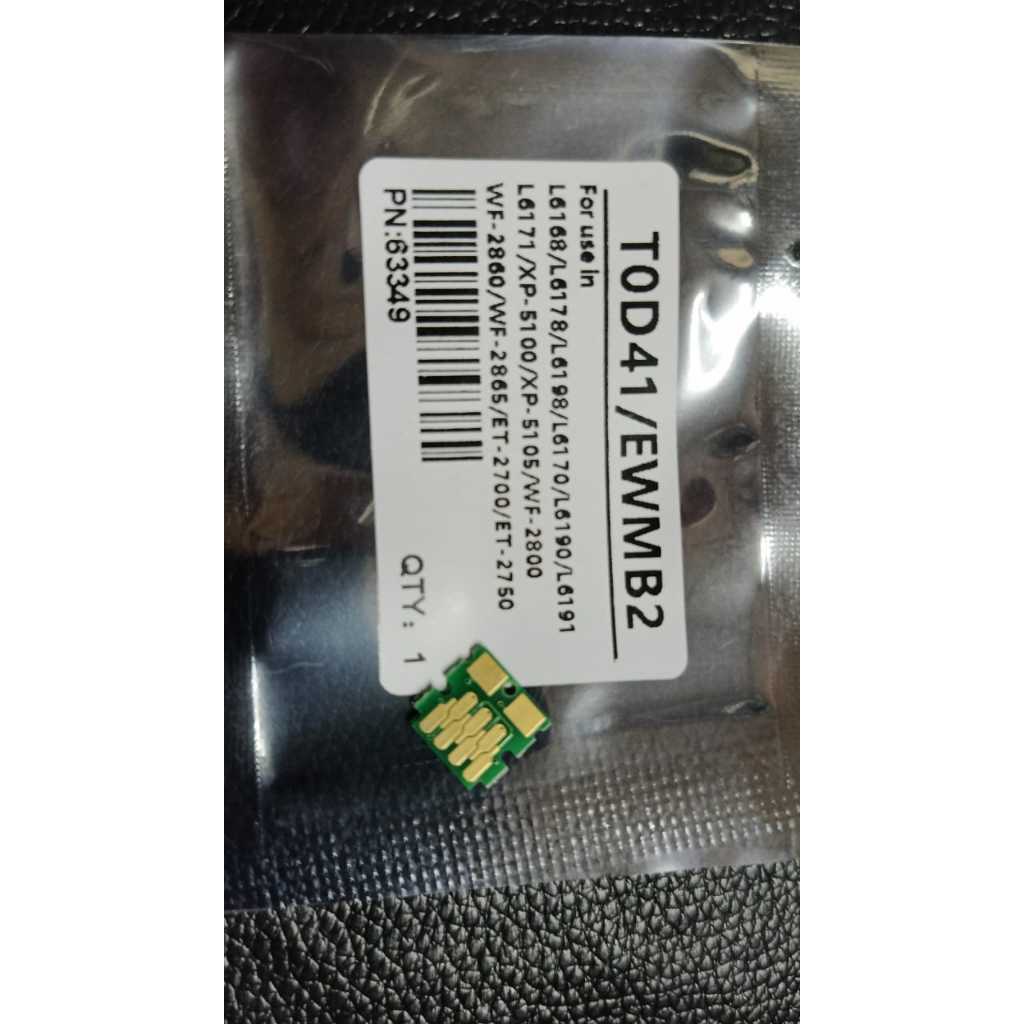 T0D41/EWMB2
For use in
L6168/L6178/L6198/L6170/L6190/L6191
L6171/XP-5100/XP-5105/WF-2800
WF-2860/WF-2865/ET-2700/ET-2750
PN:63349
QTY: 1